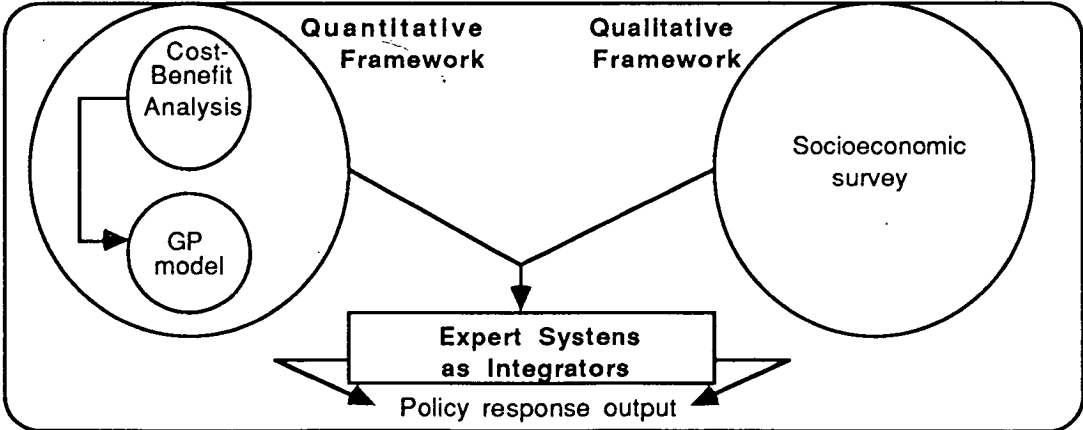 Quantitative
Framework
Qualitative
Framework
Cost-
Benefit
Analysis
GP
model
Socioeconomic
survey
Expert Systens
as Integrators
Policy response output